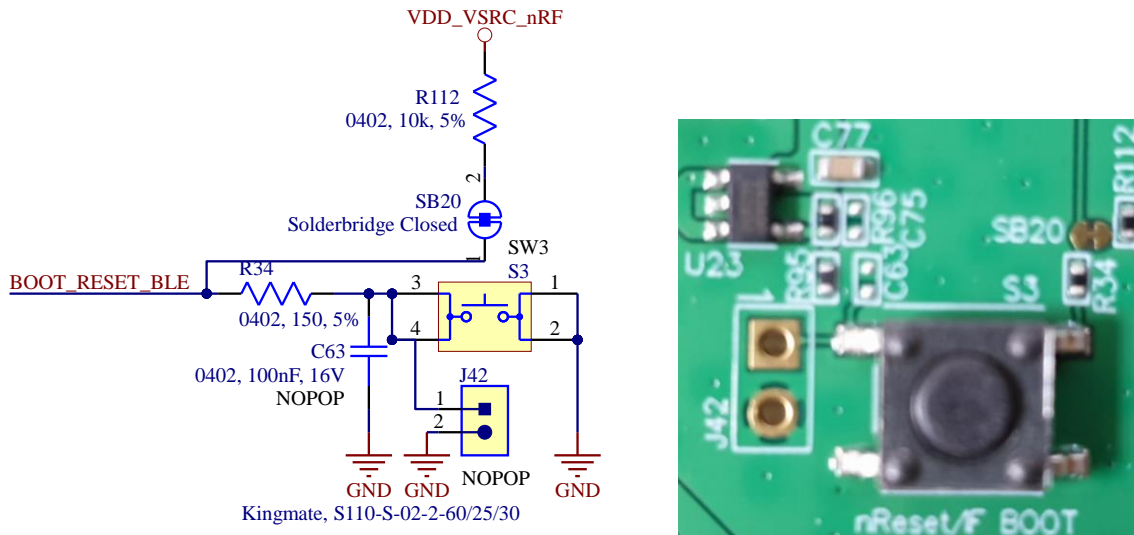 VDD_VSRC_nRF
R112
0402, 10k, 5%
2
SB20
Solderbridge Closed
1
SW3
BOOT_RESET_BLE
R34
S3
3
1
0402, 150, 5%
4
2
C63
0402, 100nF, 16V
NOPOP
J42
1
2
NOPOP
GND
GND
GND
Kingmate, S110-S-02-2-60/25/30
C77
R112
R96
C75
SB20
U23
R95
C63
R34
S3
1
J42
nReset/IF BOOT